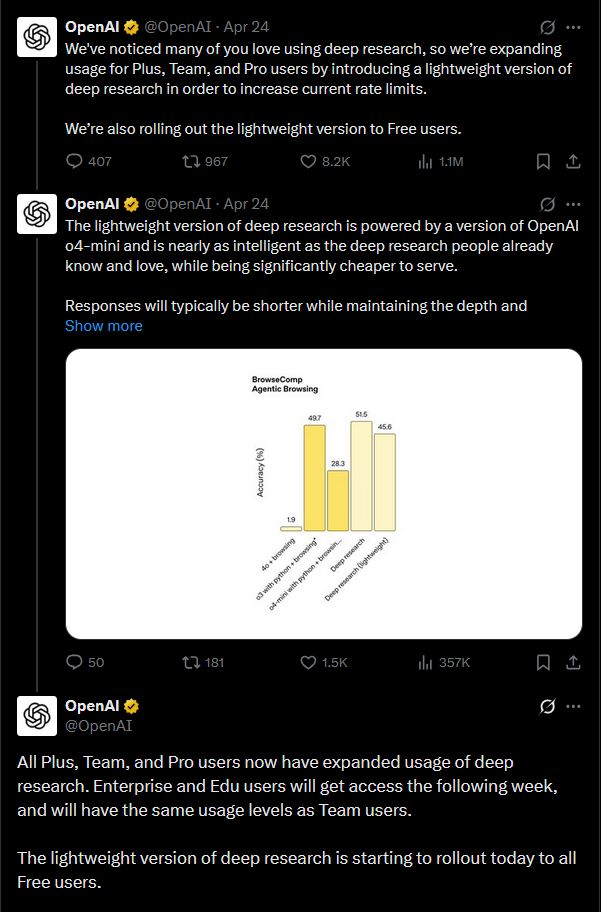 OpenAI @OpenAI · Apr 24
We've noticed many of you love using deep research, so we're expanding
usage for Plus, Team, and Pro users by introducing a lightweight version of
deep research in order to increase current rate limits.
We're also rolling out the lightweight version to Free users.
407 967 8.2K 1.1M
OpenAI @OpenAI · Apr 24
The lightweight version of deep research is powered by a version of OpenAI
o4-mini and is nearly as intelligent as the deep research people already
know and love, while being significantly cheaper to serve.
Responses will typically be shorter while maintaining the depth and
Show more
BrowseComp
Agentic Browsing
Accuracy (%)
1.9
49.7
28.3
51.5
45.6
4o + browsing
o3 with python + browsing*
o4-mini with python + browsin...
Deep research
Deep research (lightweight)
50 181 1.5K 357K
OpenAI
@OpenAI
All Plus, Team, and Pro users now have expanded usage of deep
research. Enterprise and Edu users will get access the following week,
and will have the same usage levels as Team users.
The lightweight version of deep research is starting to rollout today to all
Free users.